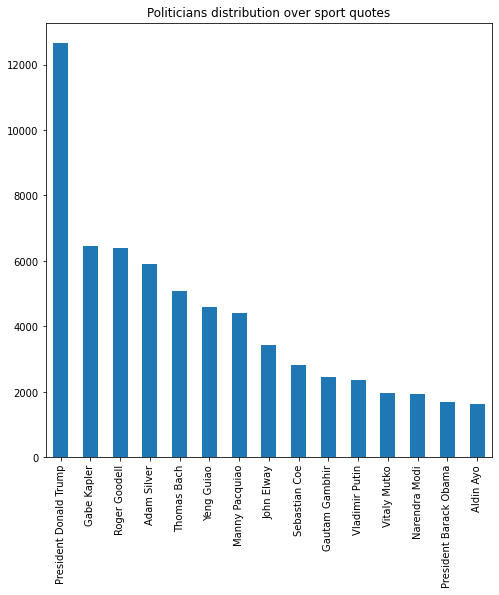 Politicians distribution over sport quotes
12000
10000
8000
6000
4000
2000
0
President Donald Trump
Gabe Kapler
Roger Goodell
Adam Silver
Thomas Bach
Yeng Guiao
Manny Pacquiao
John Elway
Sebastian Coe
Gautam Gambhir
Vladimir Putin
Vitaly Mutko
Narendra Modi
President Barack Obama
Aldin Ayo